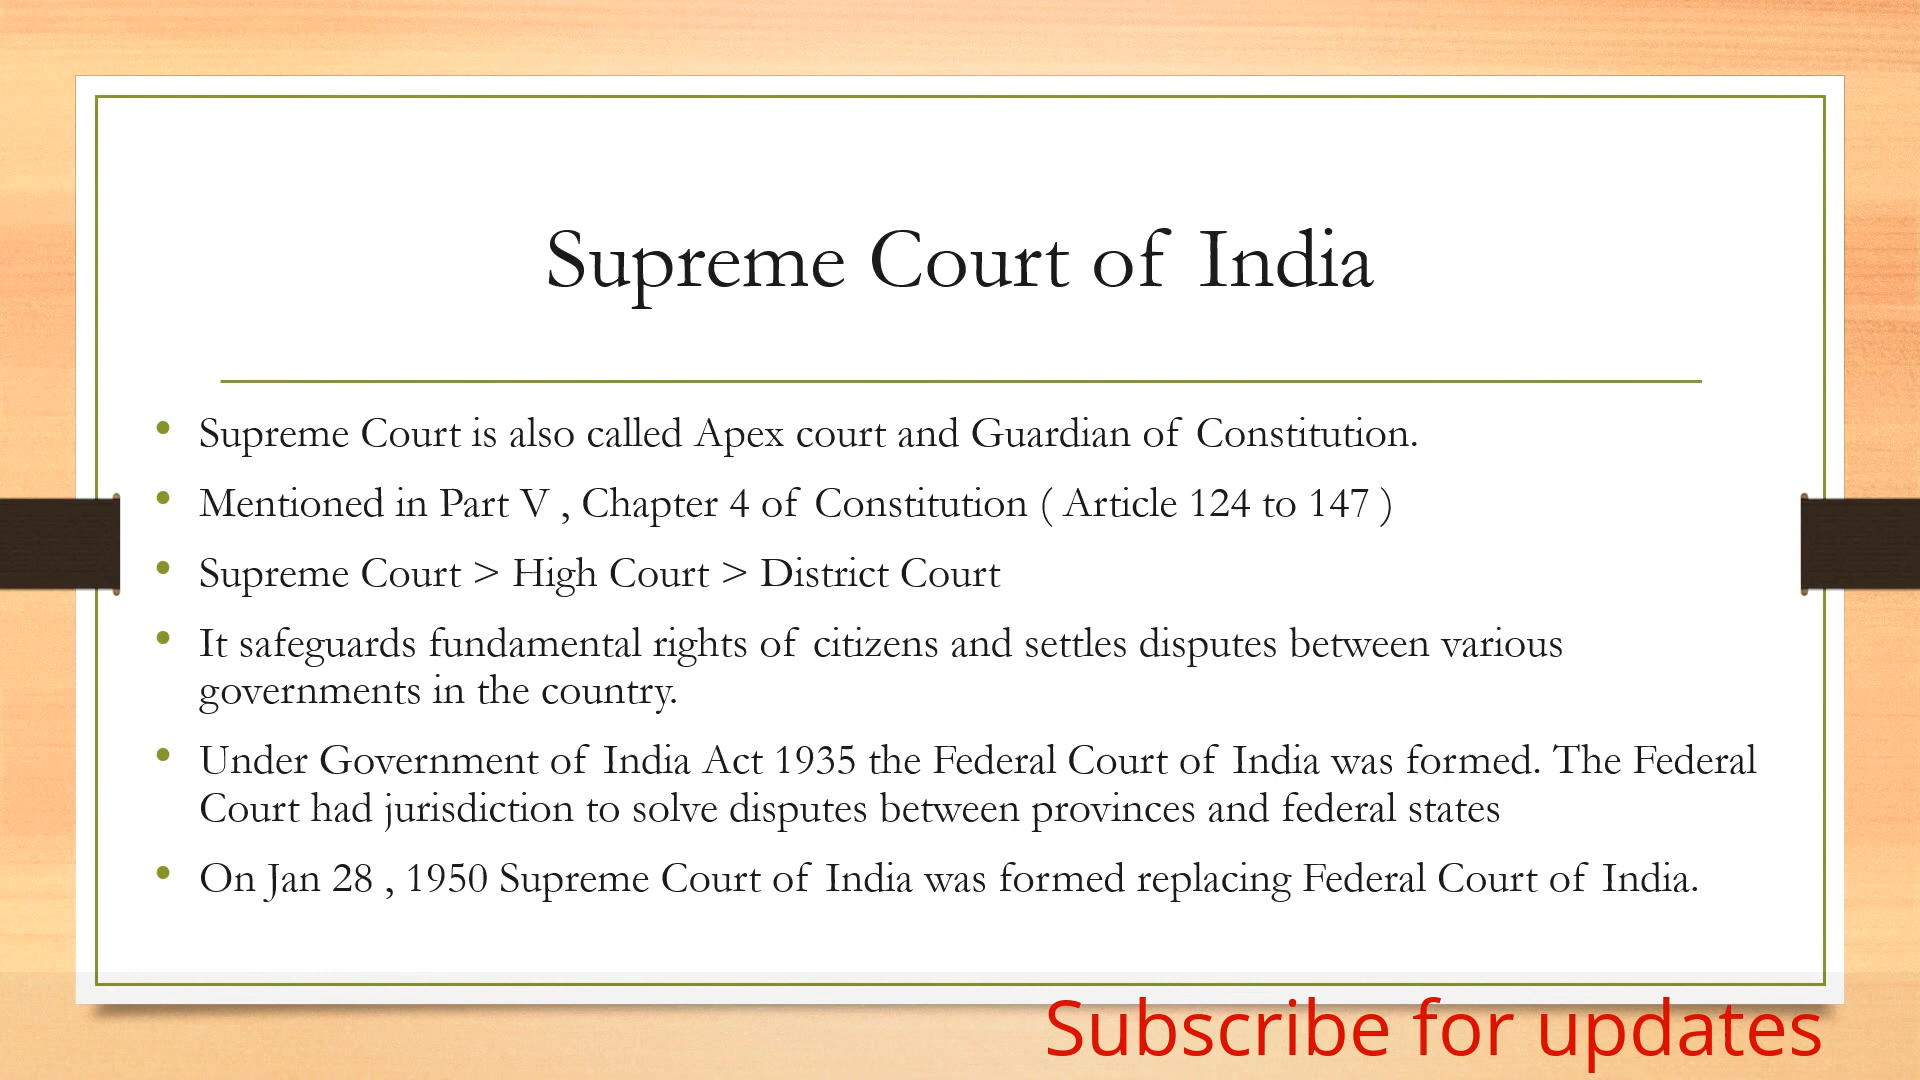 Supreme Court of India
• Supreme Court is also called Apex court and Guardian of Constitution.
• Mentioned in Part V , Chapter 4 of Constitution ( Article 124 to 147 )
• Supreme Court > High Court > District Court
• It safeguards fundamental rights of citizens and settles disputes between various
governments in the country.
• Under Government of India Act 1935 the Federal Court of India was formed. The Federal
Court had jurisdiction to solve disputes between provinces and federal states
• On Jan 28 , 1950 Supreme Court of India was formed replacing Federal Court of India.
Subscribe for updates